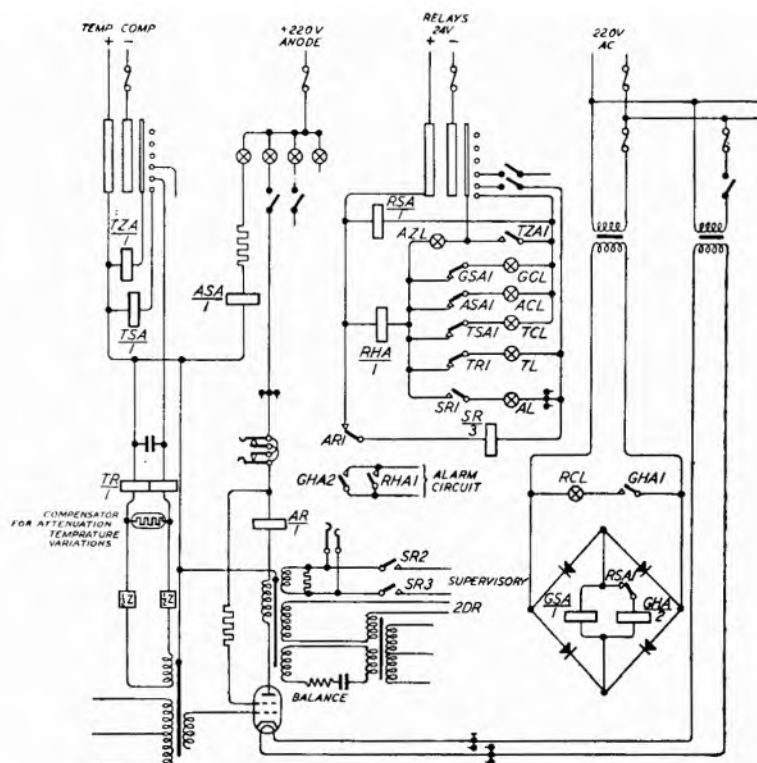 TEMP COMP
+ -
+220V
ANODE
RELAYS
24V
+ -
220V
AC
TZA
1
TSA
1
ASA
1
RSA
1
AZL
TZA1
GSA1
GGL
ASA1
ACL
TSA1
TCL
RHA
1
TR1
TL
SR1
AL
SR
3
AR1
GHA2
RHA1
ALARM
CIRCUIT
RCL
GHA1
TR
1
COMPENSATOR
FOR ATTENUATION
TEMPRATURE
VARIATIONS
AR
1
SR2
SR3
SUPERVISORY
2DR
BALANCE
RSA1
GSA
1
GHA
2